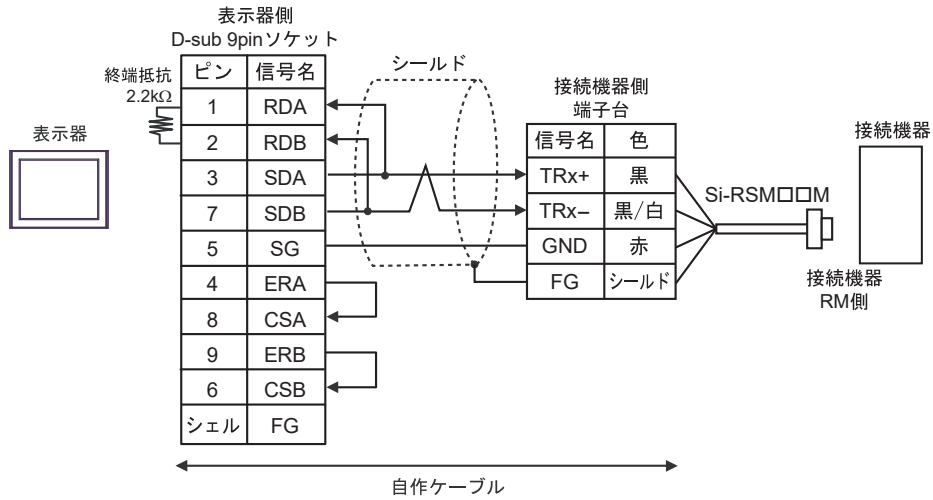 表示器側
D-sub 9pinソケット
終端抵抗
2.2kΩ
表示器
ピン 信号名
1 RDA
2 RDB
3 SDA
7 SDB
5 SG
4 ERA
8 CSA
9 ERB
6 CSB
シェル FG
シールド
接続機器側
端子台
信号名 色
TRx+ 黒
TRx− 黒/白
GND 赤
FG シールド
Si-RSM□□M
接続機器
接続機器
RM側
自作ケーブル